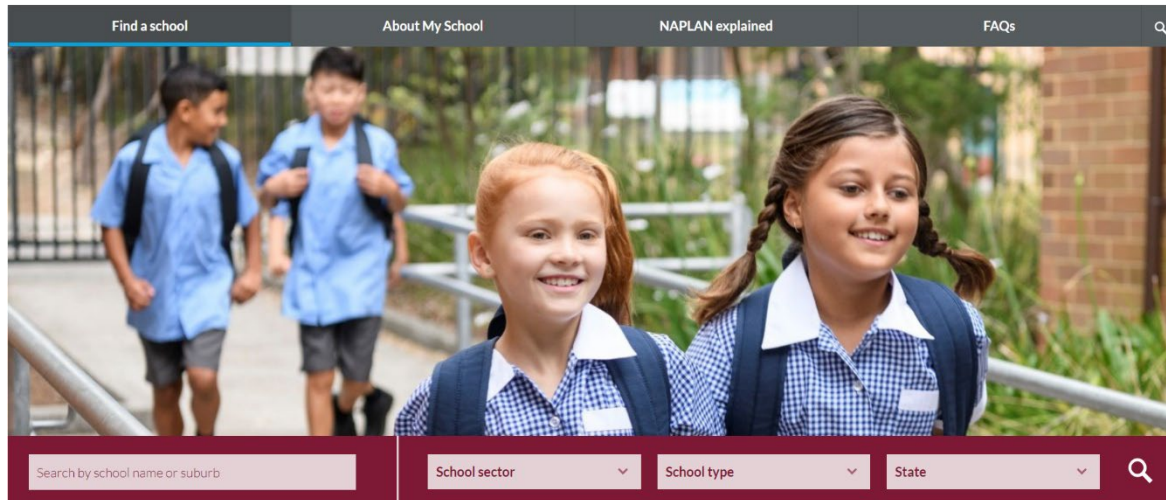 Find a school
About My School
NAPLAN explained
FAQs
Search by school name or suburb
School sector
School type
State